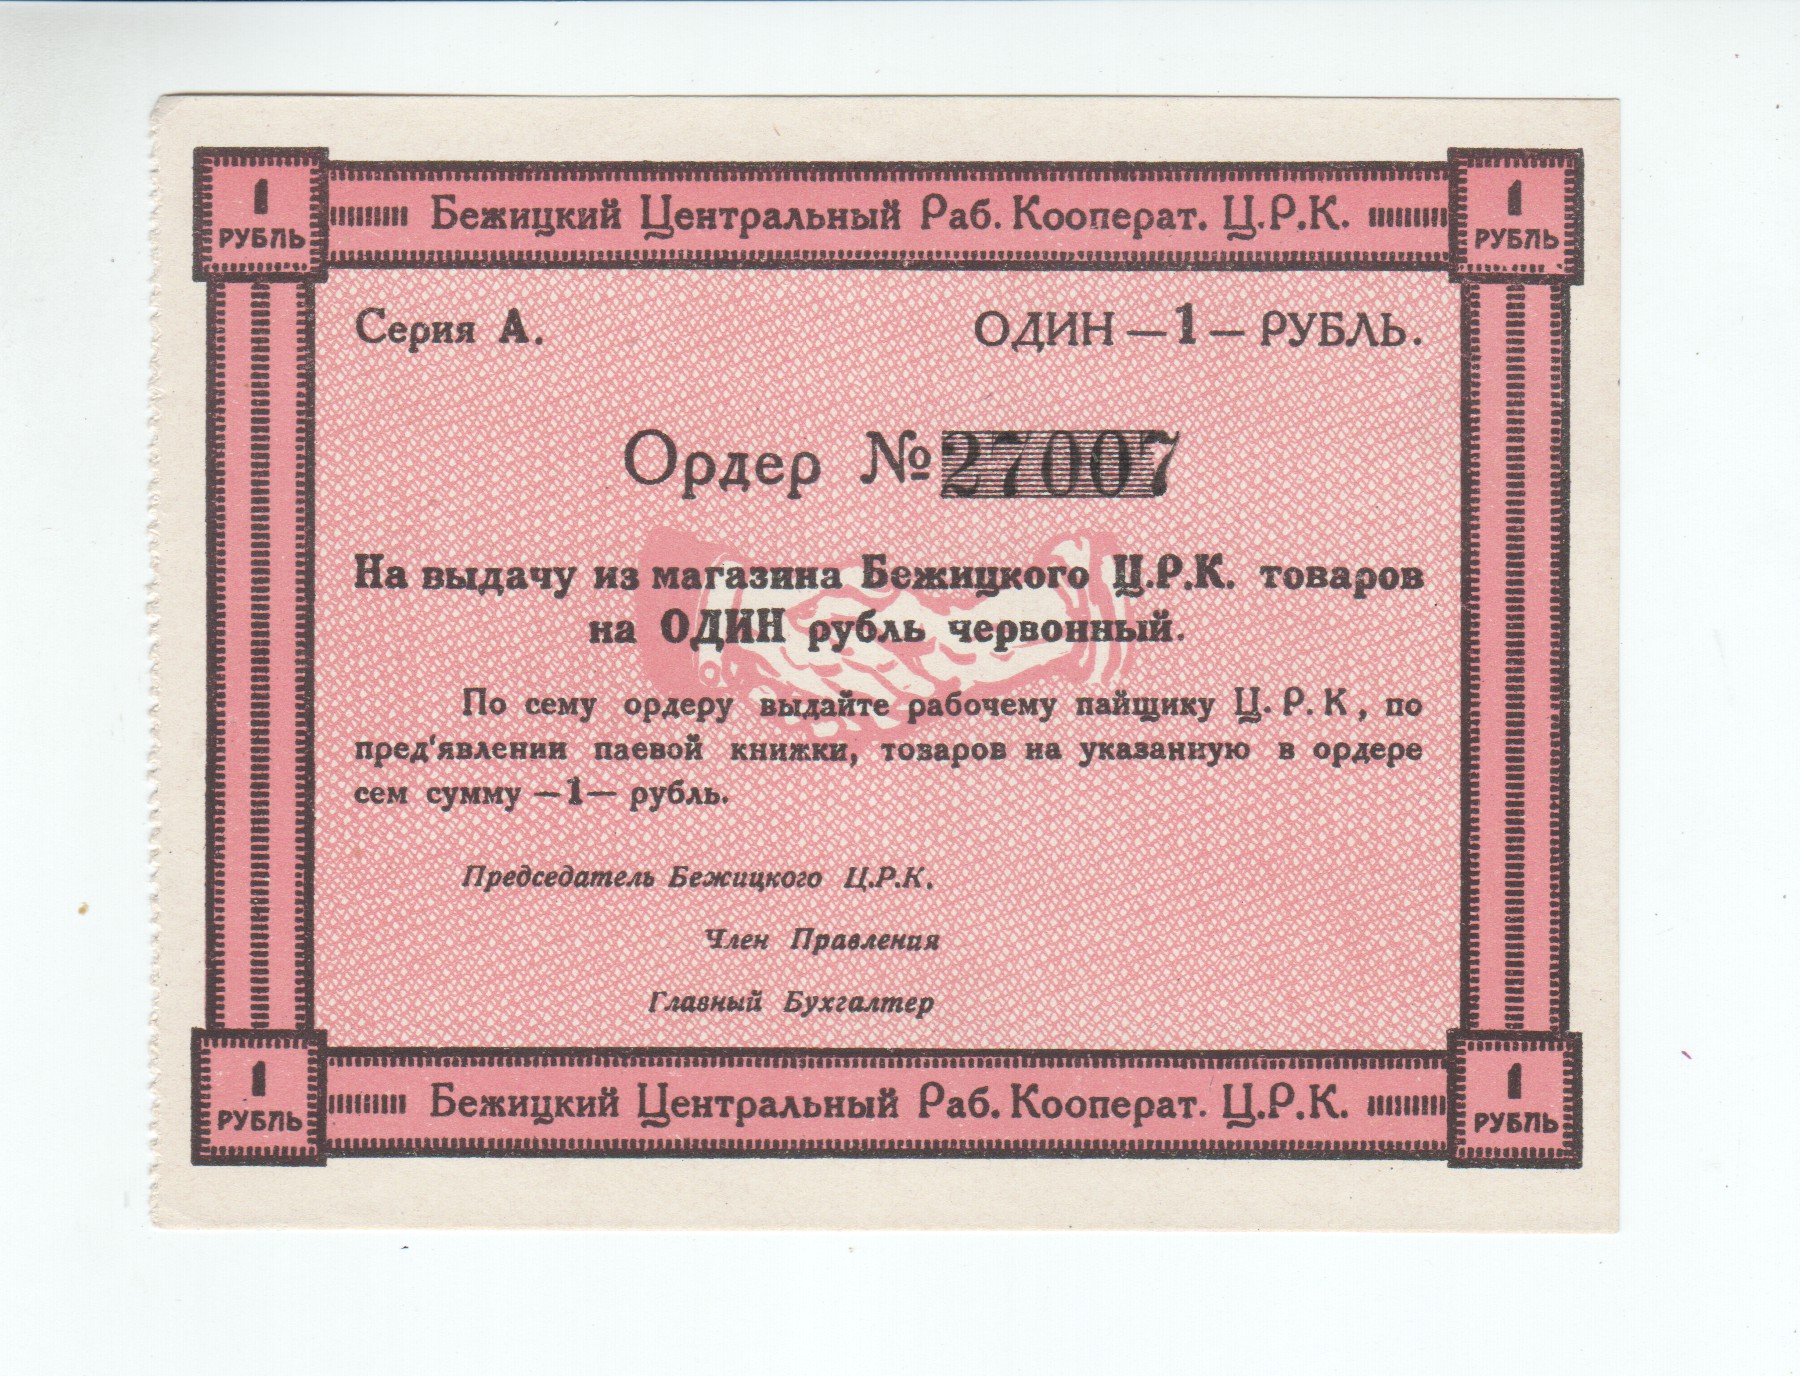 1 РУБЛЬ
Бежицкий Центральный Раб. Кооперат. Ц.Р.К.
1 РУБЛЬ
Серия А.
ОДИН —1— РУБЛЬ.
Ордер № 27007
На выдачу из магазина Бежицкого Ц.Р.К. товаров
на ОДИН рубль червонный.
По сему ордеру выдайте рабочему пайщику Ц. Р. К, по
пред'явлении паевой книжки, товаров на указанную в ордере
сем сумму —1— рубль.
Председатель Бежицкого Ц.Р.К.
Член Правления
Главный Бухгалтер
1 РУБЛЬ
Бежицкий Центральный Раб. Кооперат. Ц.Р.К.
1 РУБЛЬ